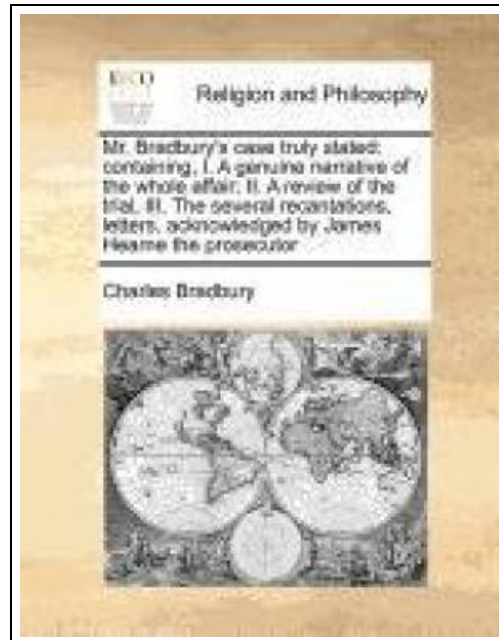 ECCO
Religion and Philosophy
Mr. Bradbury's case truly stated:
containing, I. A genuine narrative of
the whole affair. II. A review of the
trial. III. The several recantations,
letters, acknowledged by James
Hearne the prosecutor
Charles Bradbury